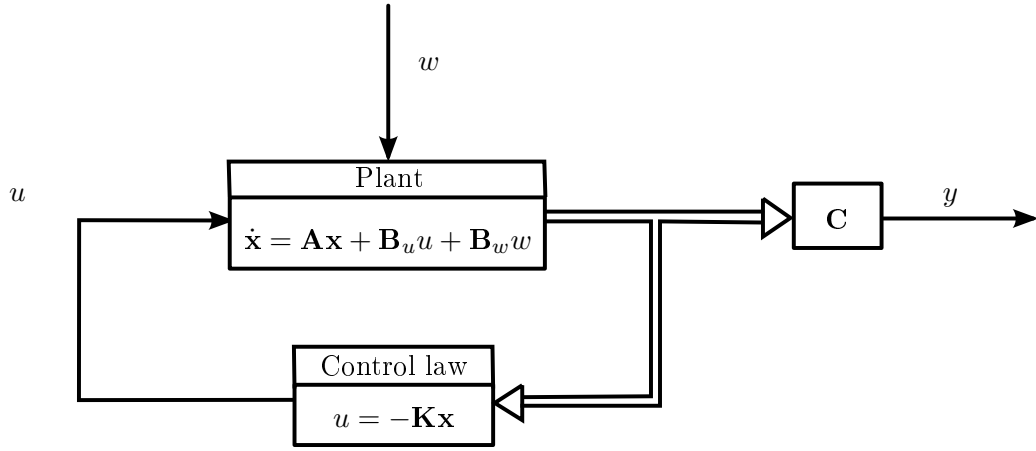 w
u
Plant
ẋ = Ax + B_u u + B_w w
C
y
Control law
u = −Kx